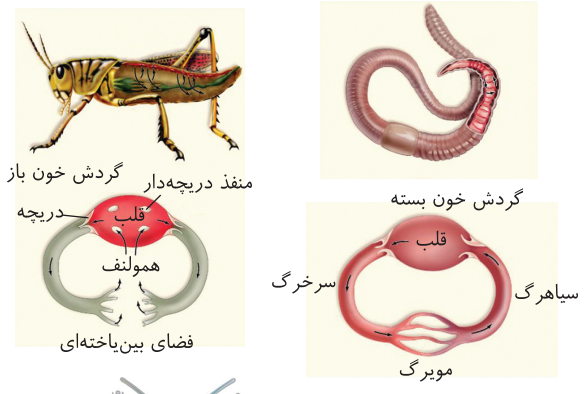 گردش خون باز
منفذ دریچه‌دار
دریچه
قلب
همولنف
فضای بین‌یاخته‌ای
گردش خون بسته
قلب
سرخرگ
سیاهرگ
مویرگ